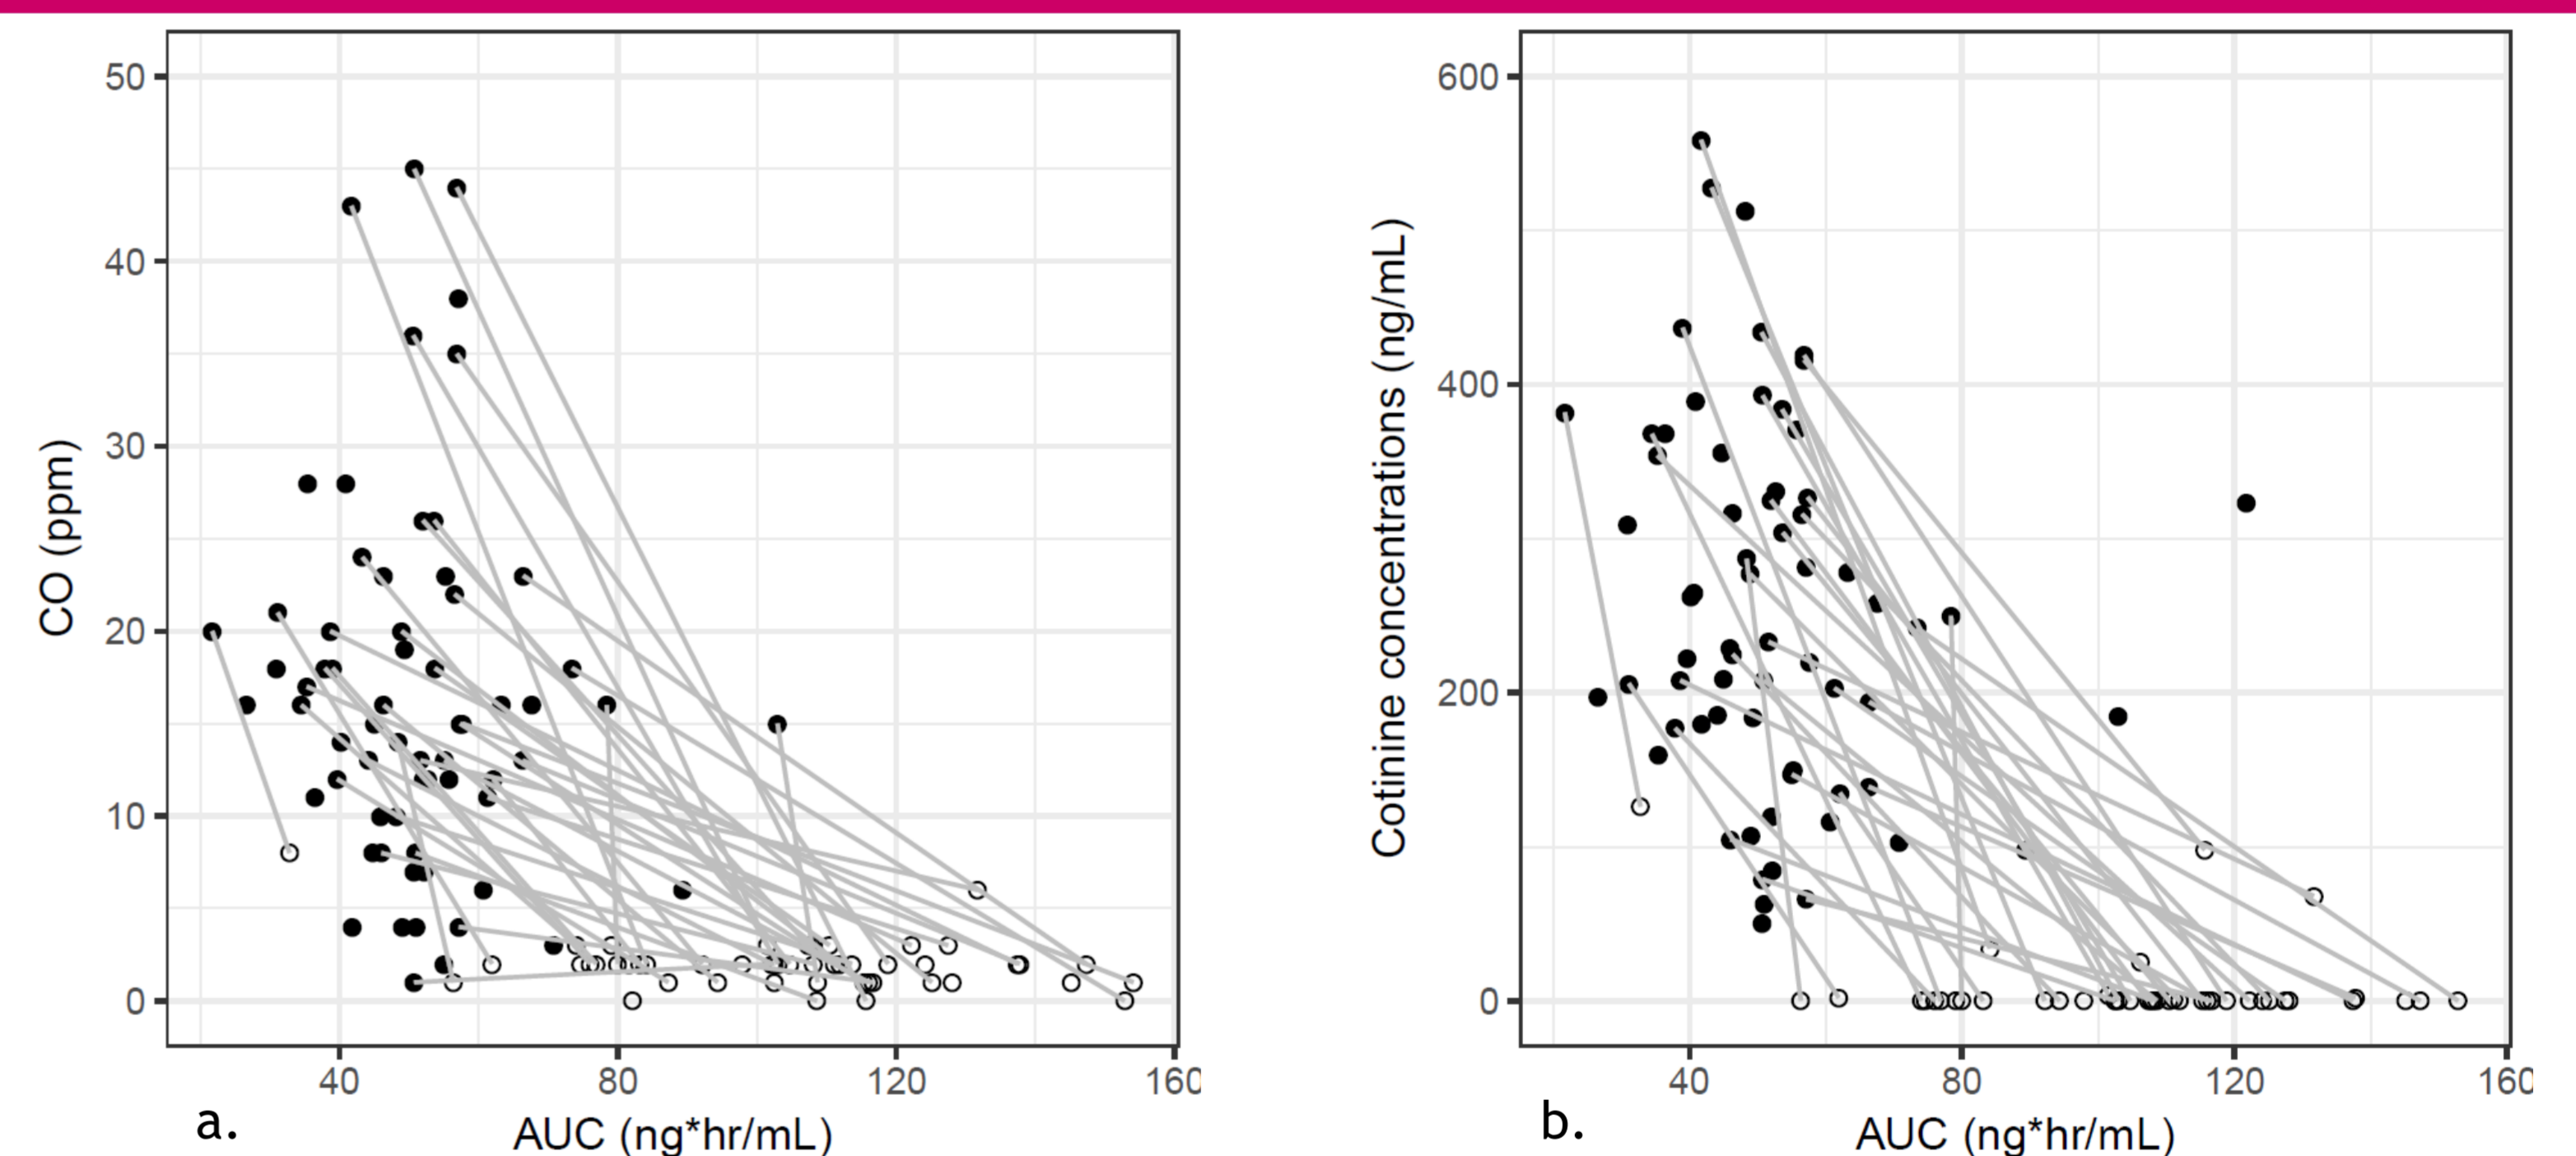 CO (ppm)
50
40
30
20
10
0
40 80 120 160
a.
AUC (ng*hr/mL)
Cotinine concentrations (ng/mL)
600
400
200
0
40 80 120 160
b.
AUC (ng*hr/mL)